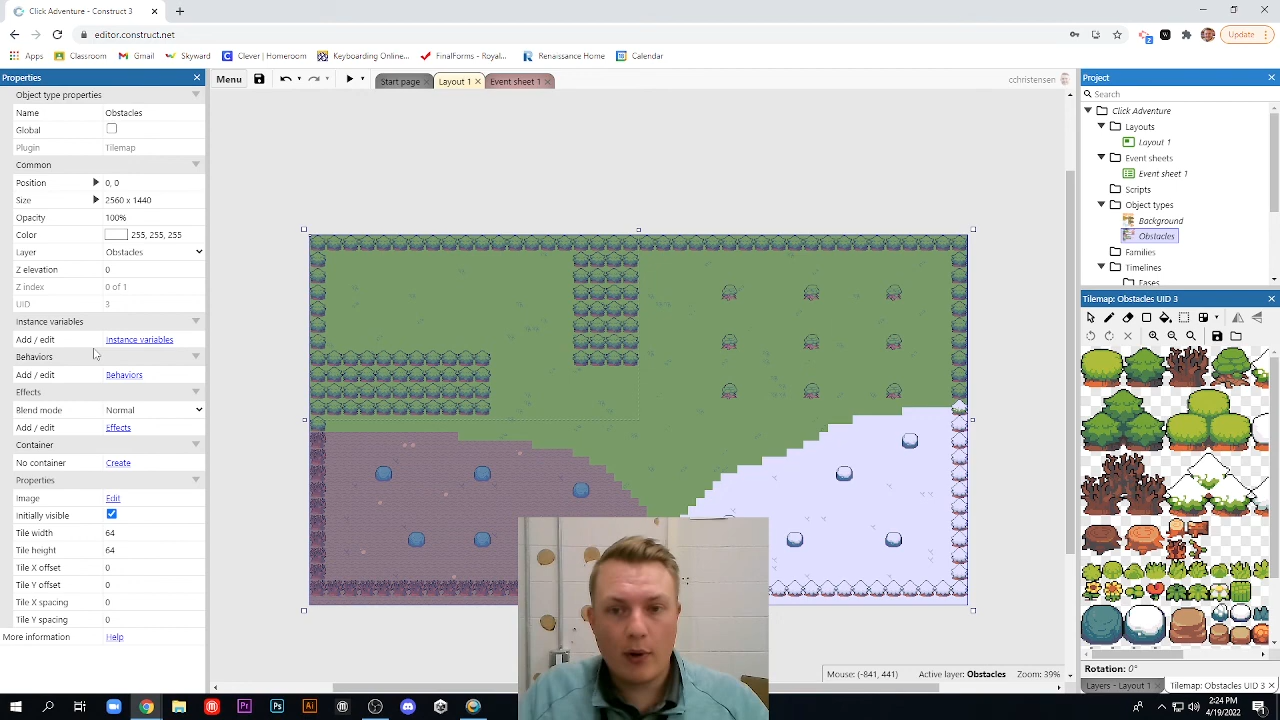 Click Adventure - Construct 3
editor.construct.net
Update
Apps
Classroom
Gmail
Skyward
Clever | Homeroom
Keyboarding Online...
FinalForms - Royal...
Renaissance Home
Calendar
Properties
Menu
Start page
Layout 1
Event sheet 1
cchristensen
Project
Object type properties
Name
Obstacles
Global
Plugin
Tilemap
Common
Position
0, 0
Size
2560 x 1440
Opacity
100%
Color
255, 255, 255
Layer
Obstacles
Z elevation
0
Z index
0 of 1
UID
3
Instance variables
Add / edit
Instance variables
Behaviors
Add / edit
Behaviors
Effects
Blend mode
Normal
Add / edit
Effects
Container
No container
Create
Properties
Image
Edit
Initially visible
Tile width
64
Tile height
64
Tile X offset
0
Tile Y offset
0
Tile X spacing
0
Tile Y spacing
0
More information
Help
Search
Click Adventure
Layouts
Layout 1
Event sheets
Event sheet 1
Scripts
Object types
Background
Obstacles
Families
Timelines
Eases
Tilemap: Obstacles UID 3
Rotation: 0°
Mouse: (-841, 441)
Active layer: Obstacles
Zoom: 39%
Layers - Layout 1
Tilemap: Obstacles UID 3
2:24 PM
4/19/2022